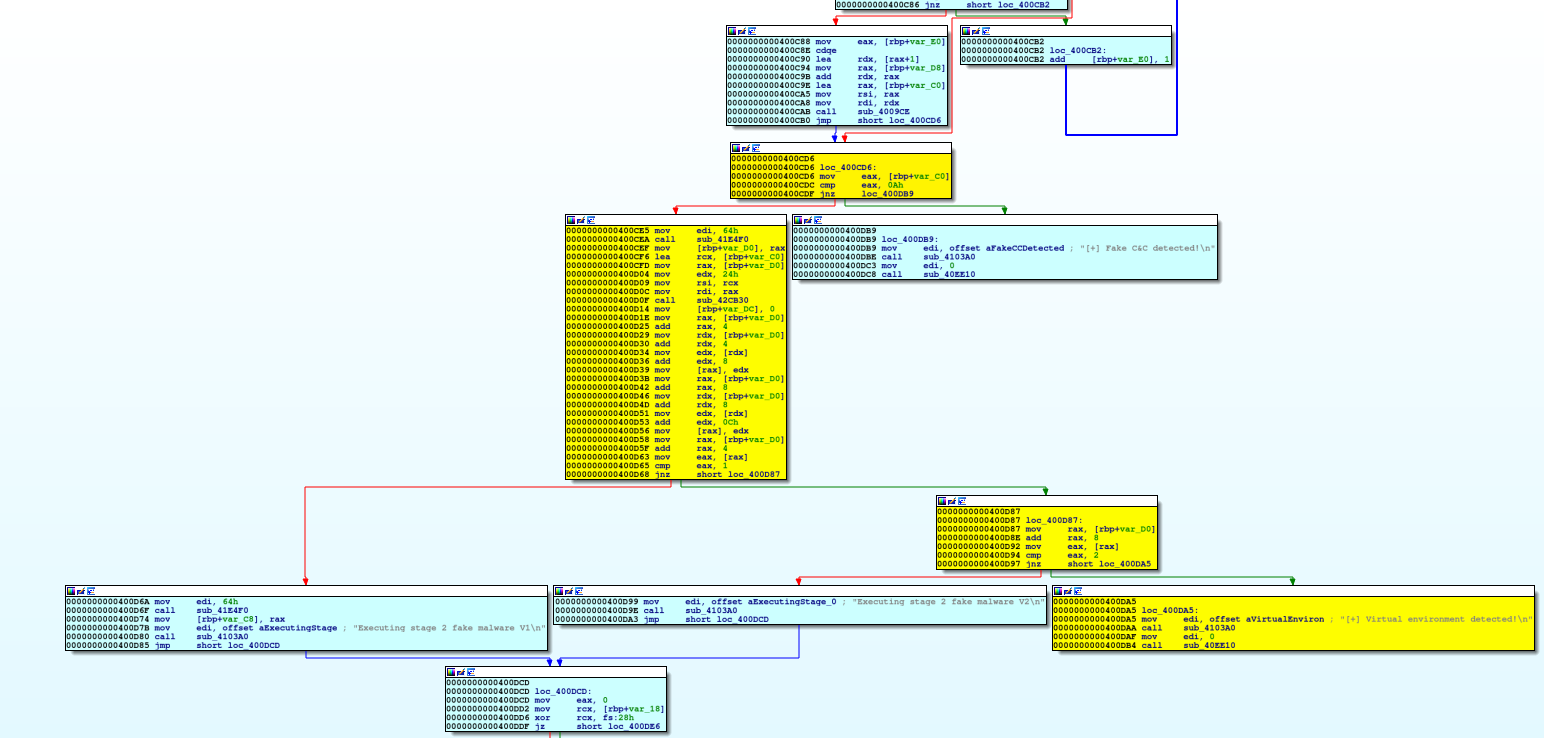 0000000000400C86 jnz     short loc_400CB2
0000000000400C88 mov     eax, [rbp+var_E0]
0000000000400C8E cdqe
0000000000400C90 lea     rdx, [rax+1]
0000000000400C94 mov     rax, [rbp+var_D8]
0000000000400C9B add     rdx, rax
0000000000400C9E lea     rax, [rbp+var_C0]
0000000000400CA5 mov     rsi, rax
0000000000400CA8 mov     rdi, rdx
0000000000400CAB call    sub_4009CE
0000000000400CB0 jmp     short loc_400CD6
0000000000400CB2
0000000000400CB2 loc_400CB2:
0000000000400CB2 add     [rbp+var_E0], 1
0000000000400CD6
0000000000400CD6 loc_400CD6:
0000000000400CD6 mov     eax, [rbp+var_C0]
0000000000400CDC cmp     eax, 0Ah
0000000000400CDF jnz     loc_400DB9
0000000000400CE5 mov     edi, 64h
0000000000400CEA call    sub_41E4F0
0000000000400CEF mov     [rbp+var_D0], rax
0000000000400CF6 lea     rcx, [rbp+var_C0]
0000000000400CFD mov     rax, [rbp+var_D0]
0000000000400D04 mov     edx, 24h
0000000000400D09 mov     rsi, rcx
0000000000400D0C mov     rdi, rax
0000000000400D0F call    sub_42CB30
0000000000400D14 mov     [rbp+var_DC], 0
0000000000400D1E mov     rax, [rbp+var_D0]
0000000000400D25 add     rax, 4
0000000000400D29 mov     rdx, [rbp+var_D0]
0000000000400D30 add     rdx, 4
0000000000400D34 mov     edx, [rdx]
0000000000400D36 add     edx, 8
0000000000400D39 mov     [rax], edx
0000000000400D3B mov     rax, [rbp+var_D0]
0000000000400D42 add     rax, 8
0000000000400D46 mov     rdx, [rbp+var_D0]
0000000000400D4D add     rdx, 8
0000000000400D51 mov     edx, [rdx]
0000000000400D53 add     edx, 0Ch
0000000000400D56 mov     [rax], edx
0000000000400D58 mov     rax, [rbp+var_D0]
0000000000400D5F add     rax, 4
0000000000400D63 mov     eax, [rax]
0000000000400D65 cmp     eax, 1
0000000000400D68 jnz     short loc_400D87
0000000000400DB9
0000000000400DB9 loc_400DB9:
0000000000400DB9 mov     edi, offset aFakeCCDetected ; "[+] Fake C&C detected!\n"
0000000000400DBE call    sub_4103A0
0000000000400DC3 mov     edi, 0
0000000000400DC8 call    sub_40EE10
0000000000400D87
0000000000400D87 loc_400D87:
0000000000400D87 mov     rax, [rbp+var_D0]
0000000000400D8E add     rax, 8
0000000000400D92 mov     eax, [rax]
0000000000400D94 cmp     eax, 2
0000000000400D97 jnz     short loc_400DA5
0000000000400D6A mov     edi, 64h
0000000000400D6F call    sub_41E4F0
0000000000400D74 mov     [rbp+var_C8], rax
0000000000400D7B mov     edi, offset aExecutingStage ; "Executing stage 2 fake malware V1\n"
0000000000400D80 call    sub_4103A0
0000000000400D85 jmp     short loc_400DCD
0000000000400D99 mov     edi, offset aExecutingStage_0 ; "Executing stage 2 fake malware V2\n"
0000000000400D9E call    sub_4103A0
0000000000400DA3 jmp     short loc_400DCD
0000000000400DA5
0000000000400DA5 loc_400DA5:
0000000000400DA5 mov     edi, offset aVirtualEnviron ; "[+] Virtual environment detected!\n"
0000000000400DAA call    sub_4103A0
0000000000400DAF mov     edi, 0
0000000000400DB4 call    sub_40EE10
0000000000400DCD
0000000000400DCD loc_400DCD:
0000000000400DCD mov     eax, 0
0000000000400DD2 mov     rcx, [rbp+var_18]
0000000000400DD6 xor     rcx, fs:28h
0000000000400DDF jz      short loc_400DE6